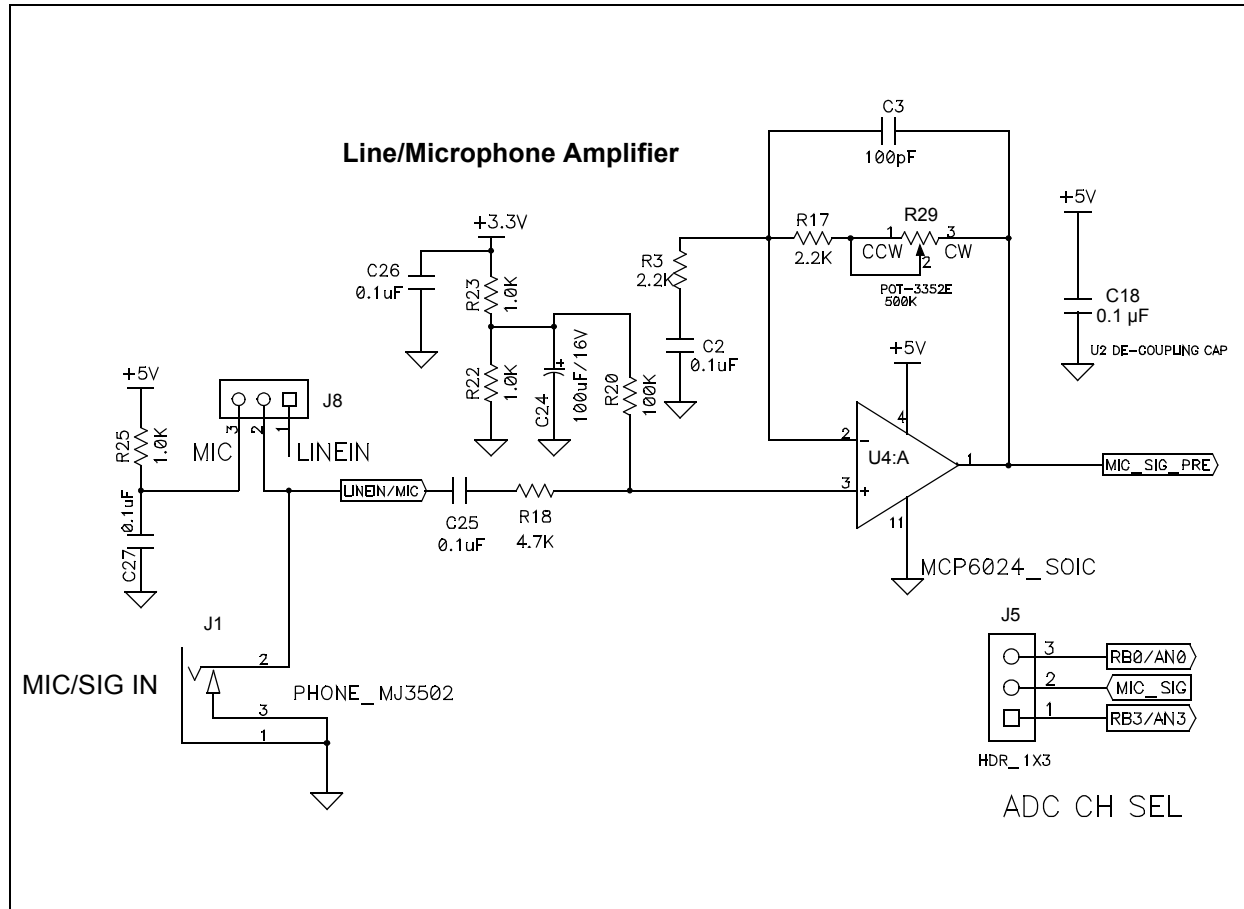 Line/Microphone Amplifier
C3
100pF
+5V
R17
2.2K
1
CCW
R29
3
CW
2
POT-3352E
500K
C18
0.1 µF
U2 DE-COUPLING CAP
+3.3V
C26
0.1uF
R23
1.0K
R22
1.0K
C24
+
100uF/16V
R20
100K
R3
2.2K
C2
0.1uF
+5V
4
2
−
U4:A
3
+
1
11
MCP6024_SOIC
MIC_SIG_PRE
+5V
R25
1.0K
J8
3
2
1
MIC
LINEIN
0.1uF
C27
LINEIN/MIC
C25
0.1uF
R18
4.7K
J1
MIC/SIG IN
2
PHONE_MJ3502
3
1
J5
3
RB0/AN0
2
MIC_SIG
1
RB3/AN3
HDR_1X3
ADC CH SEL